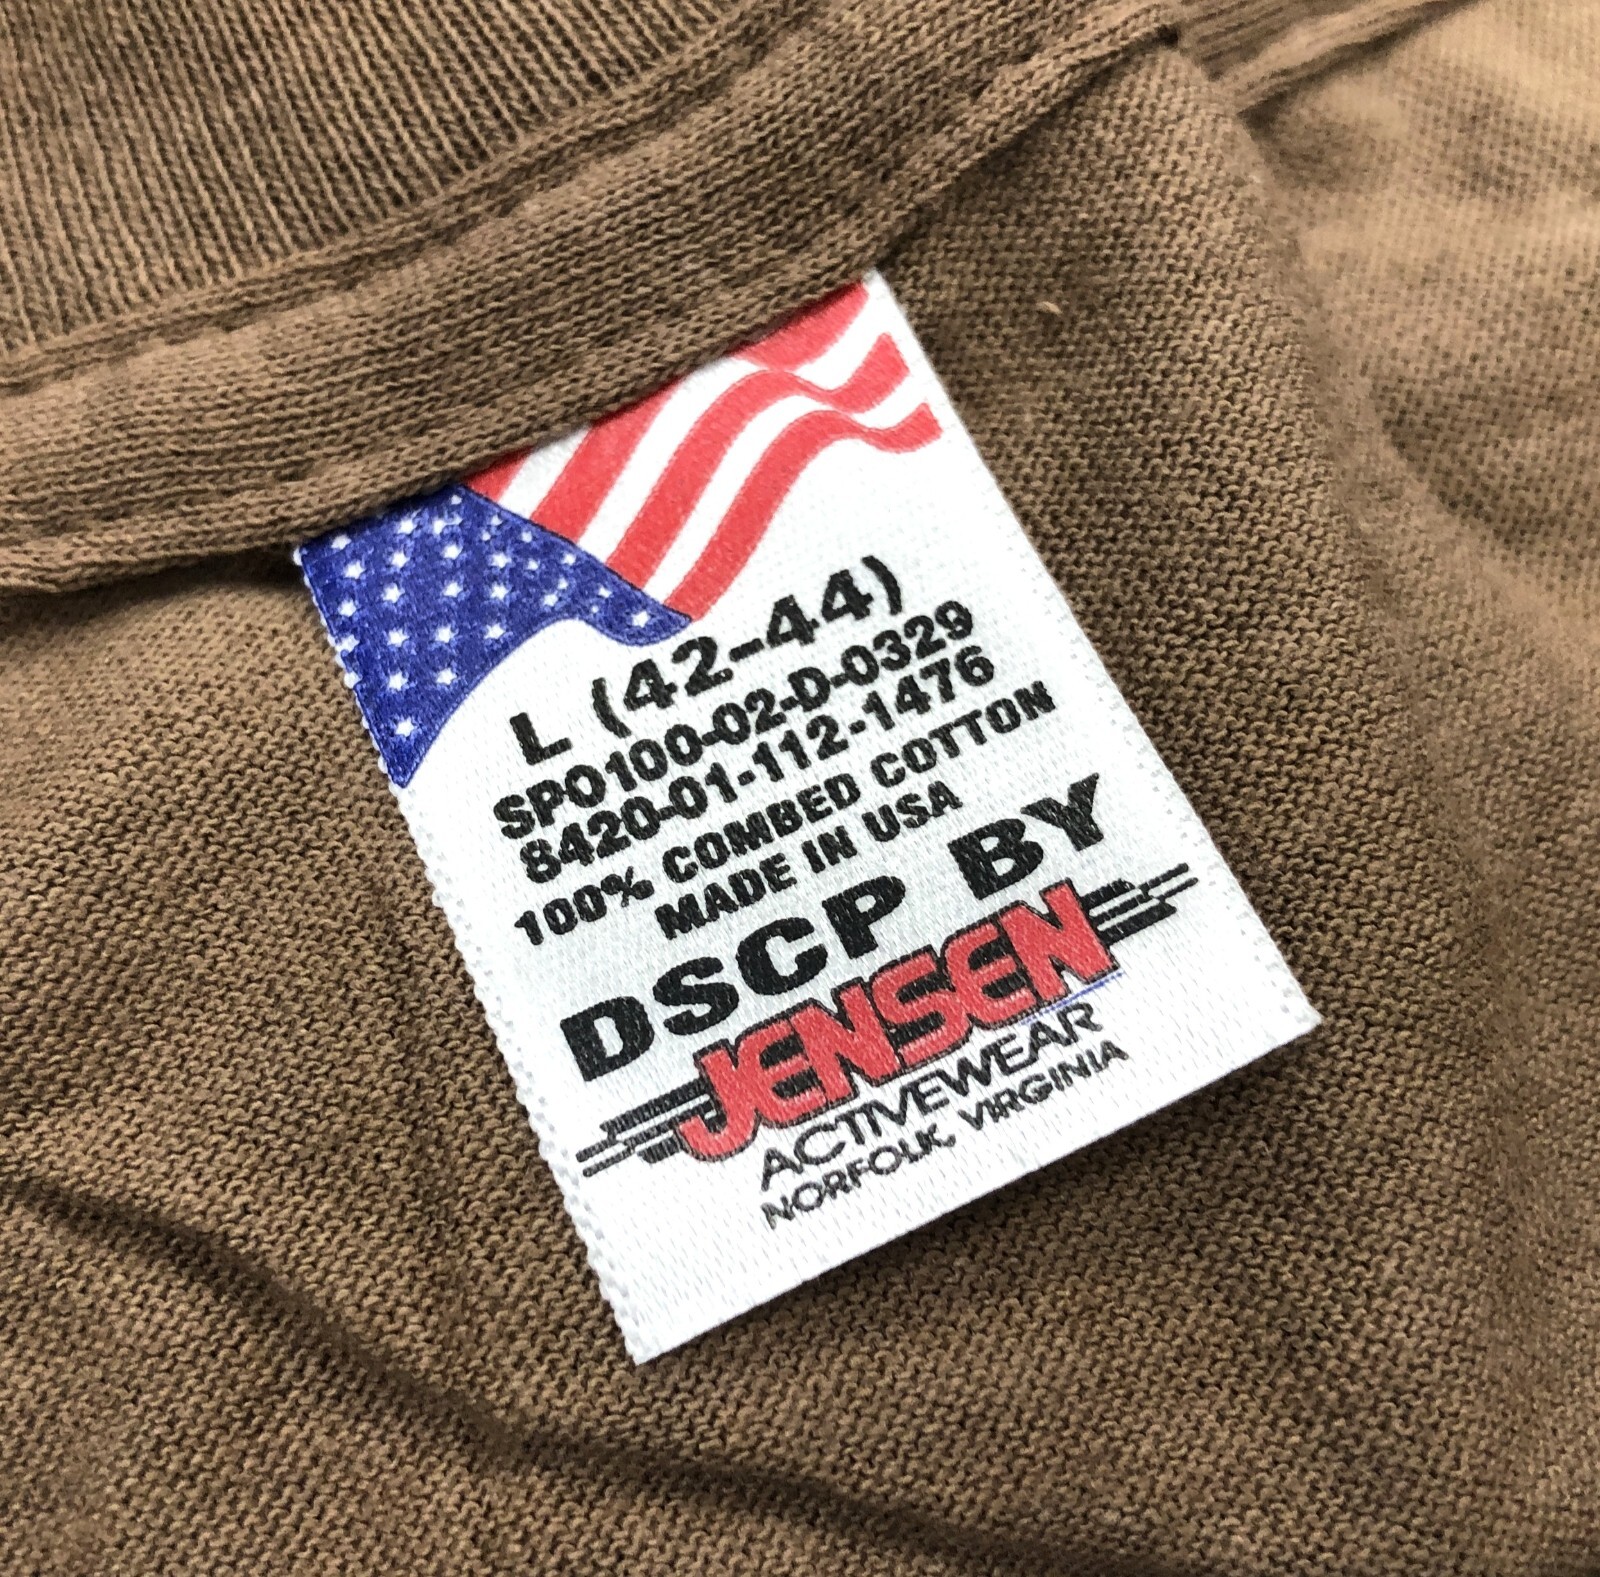 L (42-44)
SPO100-02-D-0329
8420-01-112-1476
100% COMBED COTTON
MADE IN USA
DSCP BY
JENSEN
ACTIVEWEAR
NORFOLK, VIRGINIA